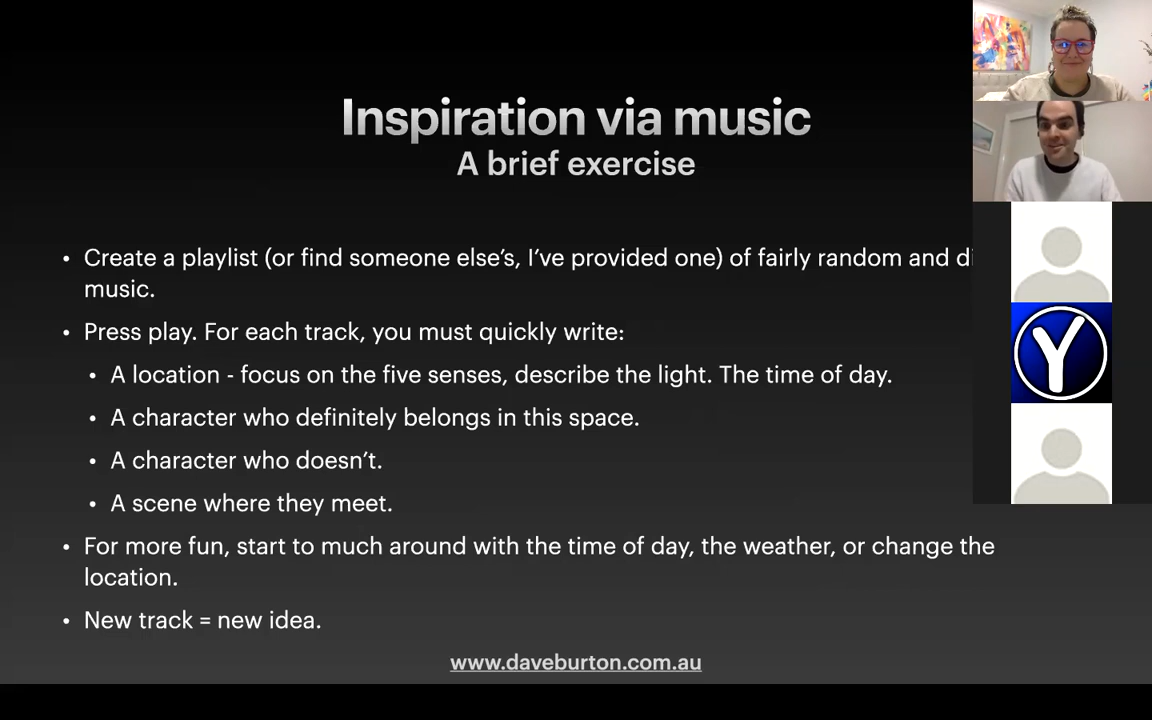 Inspiration via music
A brief exercise
• Create a playlist (or find someone else's, I've provided one) of fairly random and
music.
• Press play. For each track, you must quickly write:
• A location - focus on the five senses, describe the light. The time of day.
• A character who definitely belongs in this space.
• A character who doesn't.
• A scene where they meet.
• For more fun, start to much around with the time of day, the weather, or change the
location.
• New track = new idea.
www.daveburton.com.au
Y